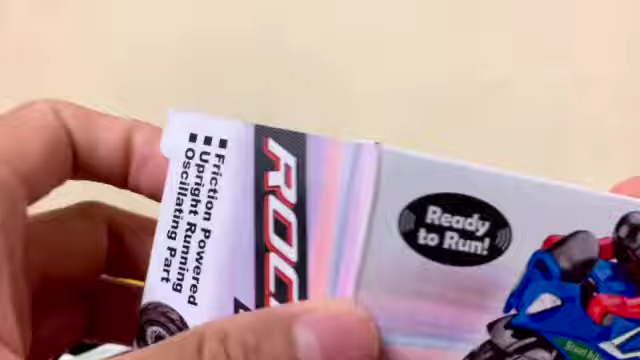 Friction Powered
Upright Running
Oscillating Part
ROC
Ready
to Run!